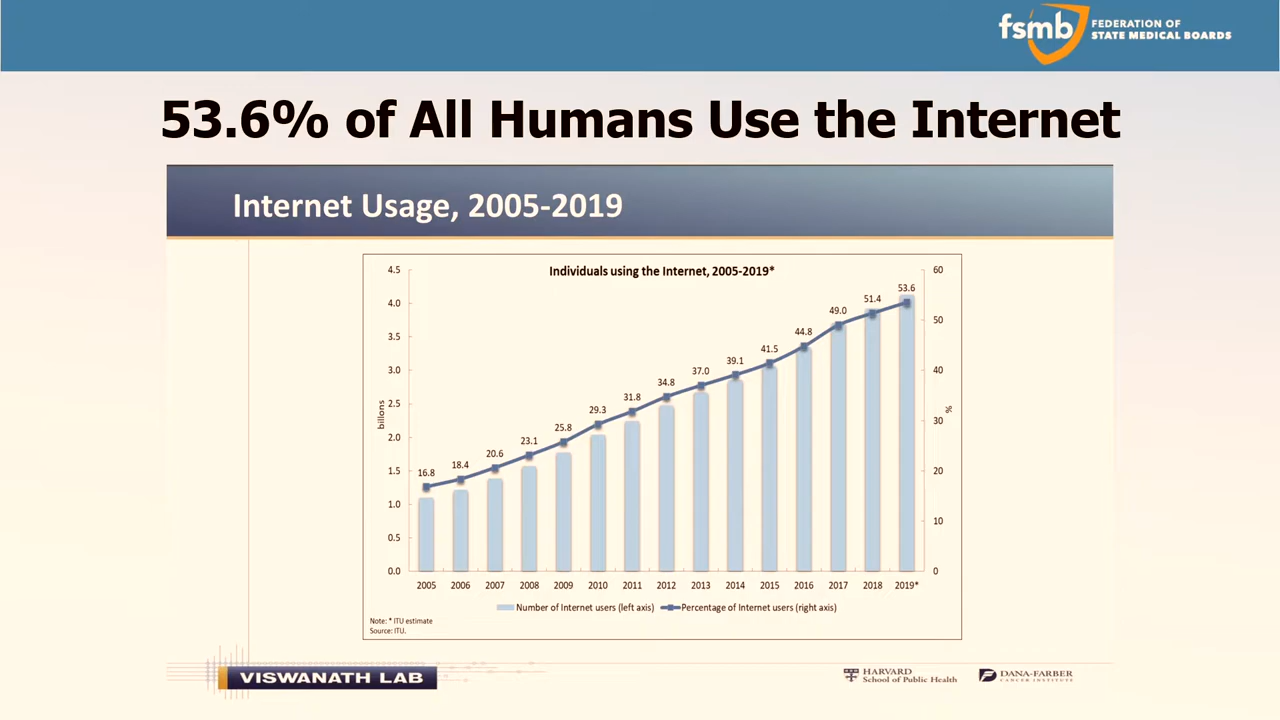 fsmb FEDERATION OF
STATE MEDICAL BOARDS
53.6% of All Humans Use the Internet
Internet Usage, 2005-2019
Individuals using the Internet, 2005-2019*
4.5
4.0
3.5
3.0
2.5
2.0
1.5
1.0
0.5
0.0
billions
16.8
18.4
20.6
23.1
25.8
29.3
31.8
34.8
37.0
39.1
41.5
44.8
49.0
51.4
53.6
60
50
40
30
20
10
0
%
2005 2006 2007 2008 2009 2010 2011 2012 2013 2014 2015 2016 2017 2018 2019*
Number of Internet users (left axis) Percentage of Internet users (right axis)
Note: * ITU estimate
Source: ITU.
VISWANATH LAB
HARVARD
School of Public Health
DANA-FARBER
CANCER INSTITUTE